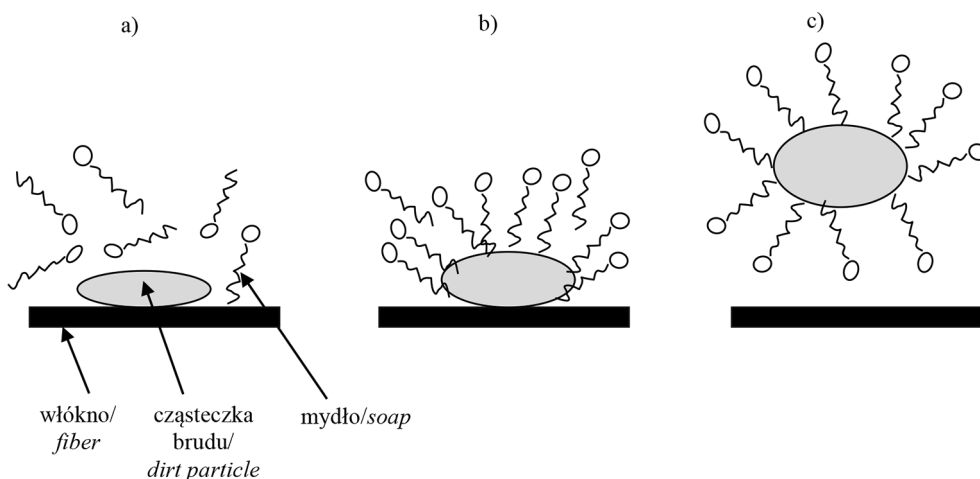 a)
b)
c)
włókno/
fiber
cząsteczka
brudu/
dirt particle
mydło/soap